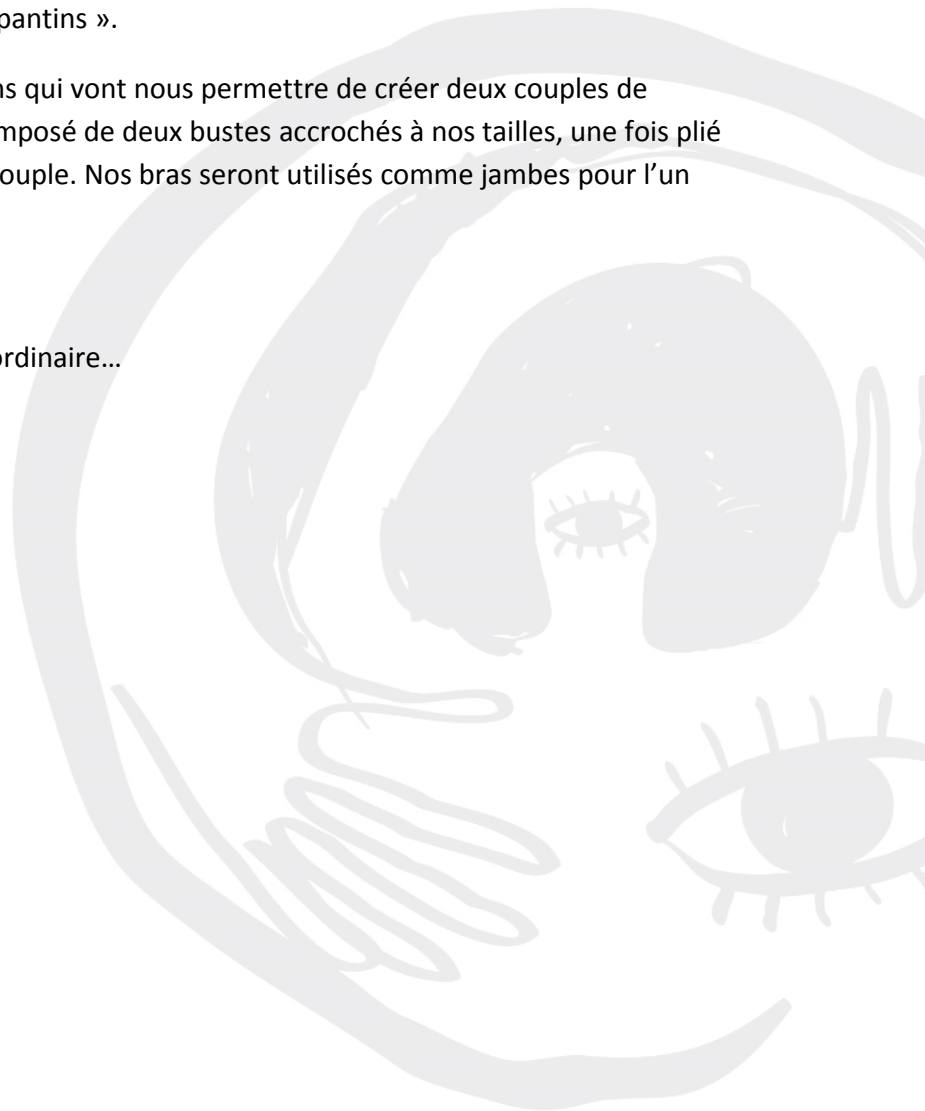 pantins ».
ns qui vont nous permettre de créer deux couples de
mposé de deux bustes accrochés à nos tailles, une fois plié
ouple. Nos bras seront utilisés comme jambes pour l’un
ordinaire…